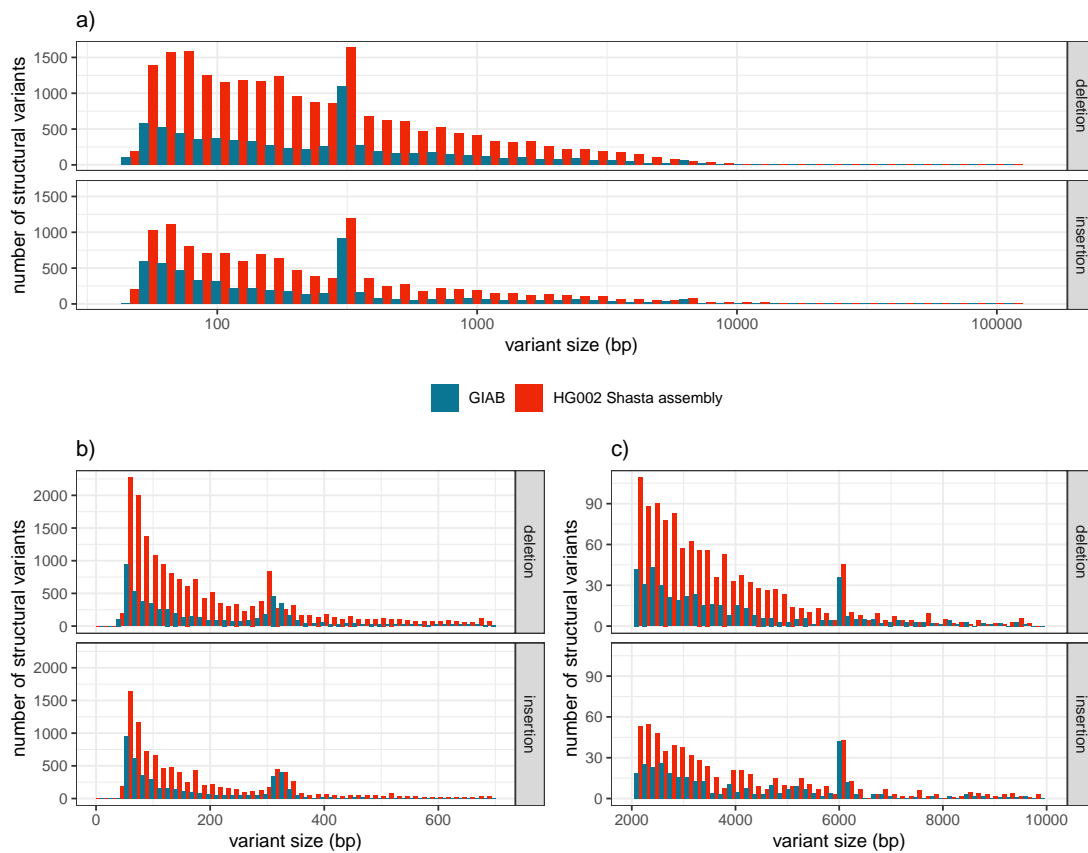 a)
number of structural variants
1500
1000
500
0
deletion
1500
1000
500
0
insertion
100
1000
10000
100000
variant size (bp)
GIAB
HG002 Shasta assembly
b)
number of structural variants
2000
1500
1000
500
0
deletion
2000
1500
1000
500
0
insertion
0
200
400
600
variant size (bp)
c)
number of structural variants
90
60
30
0
deletion
90
60
30
0
insertion
2000
4000
6000
8000
10000
variant size (bp)